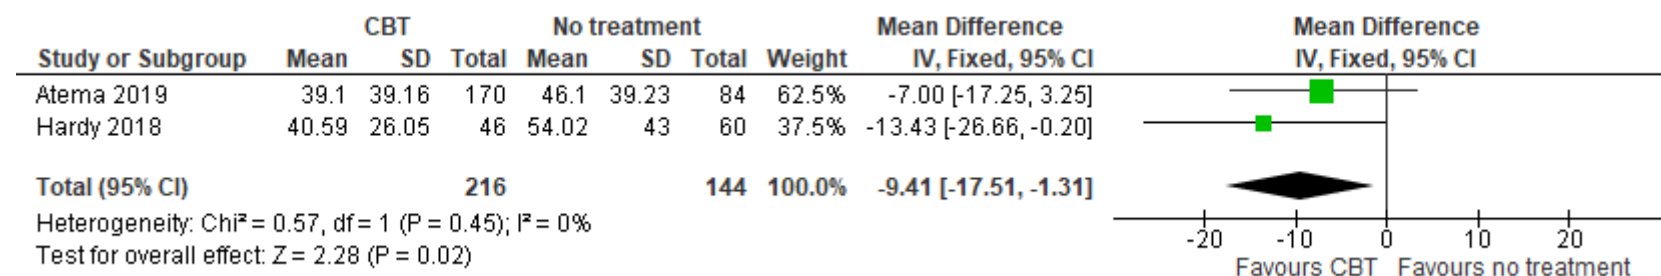 CBT No treatment Mean Difference Mean Difference
Study or Subgroup Mean SD Total Mean SD Total Weight IV, Fixed, 95% CI IV, Fixed, 95% CI
Atema 2019 39.1 39.16 170 46.1 39.23 84 62.5% -7.00 [-17.25, 3.25]
Hardy 2018 40.59 26.05 46 54.02 43 60 37.5% -13.43 [-26.66, -0.20]
Total (95% CI) 216 144 100.0% -9.41 [-17.51, -1.31]
Heterogeneity: Chi² = 0.57, df = 1 (P = 0.45); I² = 0%
Test for overall effect: Z = 2.28 (P = 0.02)
-20 -10 0 10 20
Favours CBT Favours no treatment